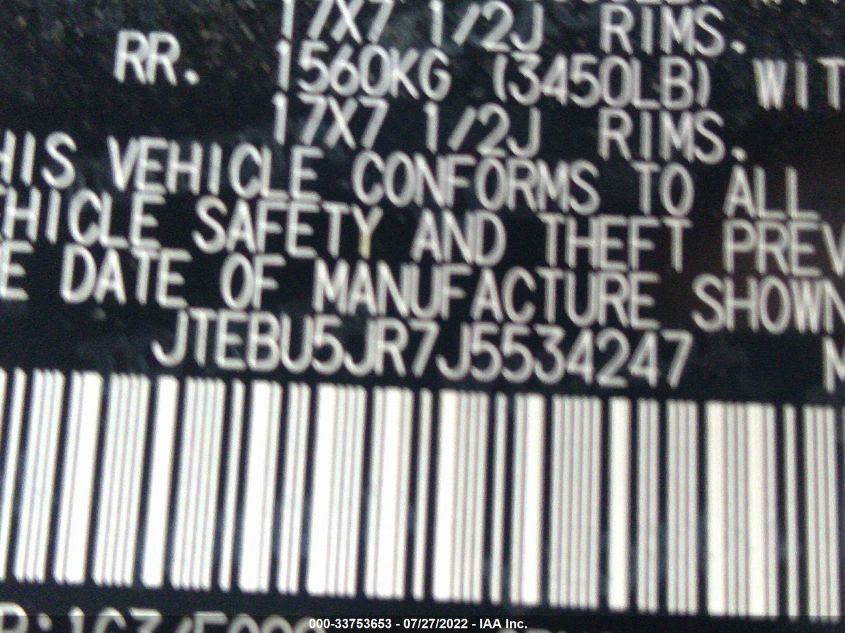 17X7 1/2J RIMS.
RR. 1560KG (3450LB) WIT
17X7 1/2J RIMS.
HIS VEHICLE CONFORMS TO ALL
EHICLE SAFETY AND THEFT PREV
E DATE OF MANUFACTURE SHOWN
JTEBU5JR7J5534247 M
000-33753653 - 07/27/2022 - IAA Inc.